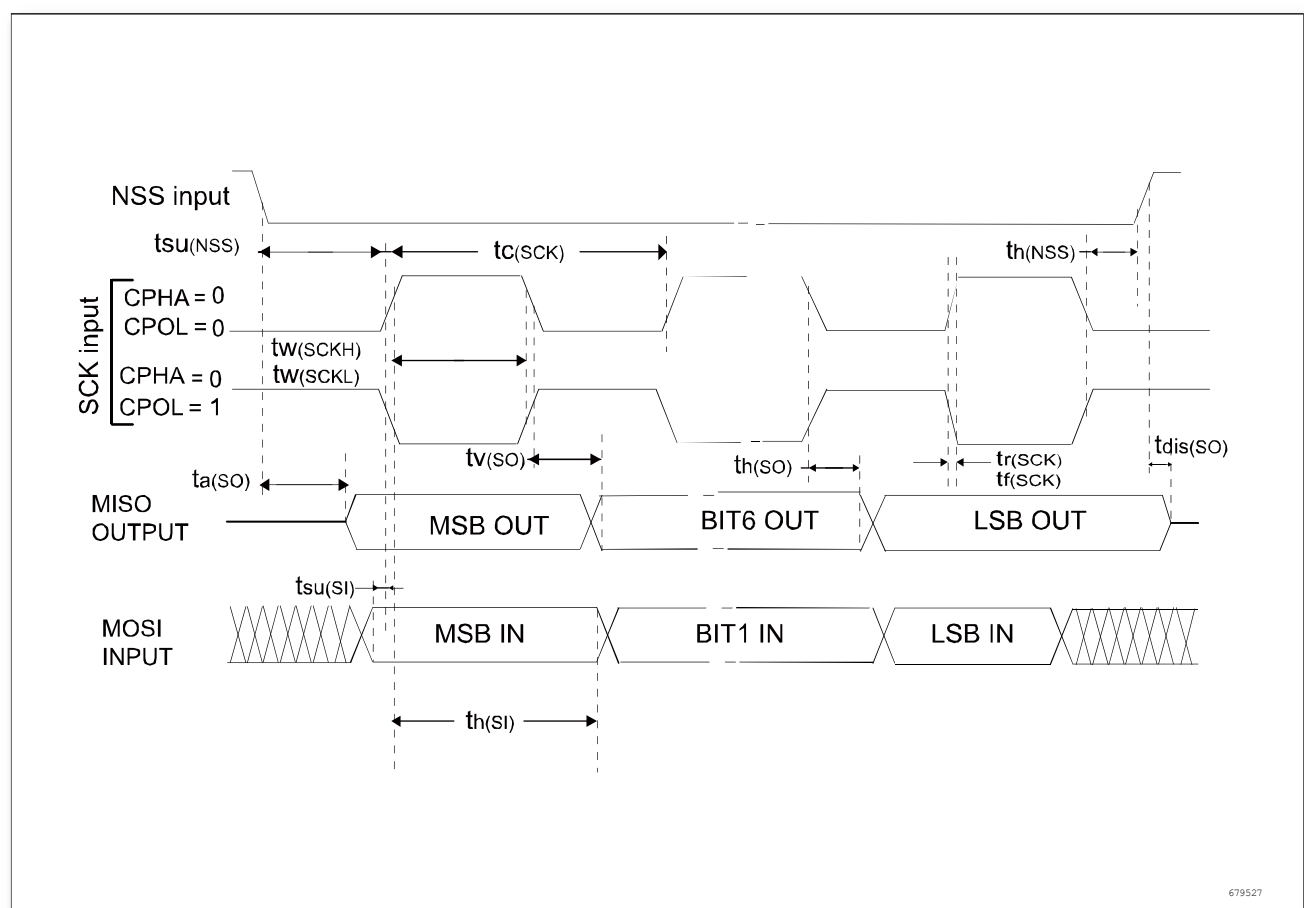 NSS input
tsu(NSS)
tc(SCK)
th(NSS)
SCK input
CPHA = 0
CPOL = 0
tw(SCKH)
CPHA = 0
tw(SCKL)
CPOL = 1
tv(SO)
th(SO)
tr(SCK)
tdis(SO)
ta(SO)
tf(SCK)
MISO
OUTPUT
MSB OUT
BIT6 OUT
LSB OUT
tsu(SI)
MOSI
INPUT
MSB IN
BIT1 IN
LSB IN
th(SI)
679527